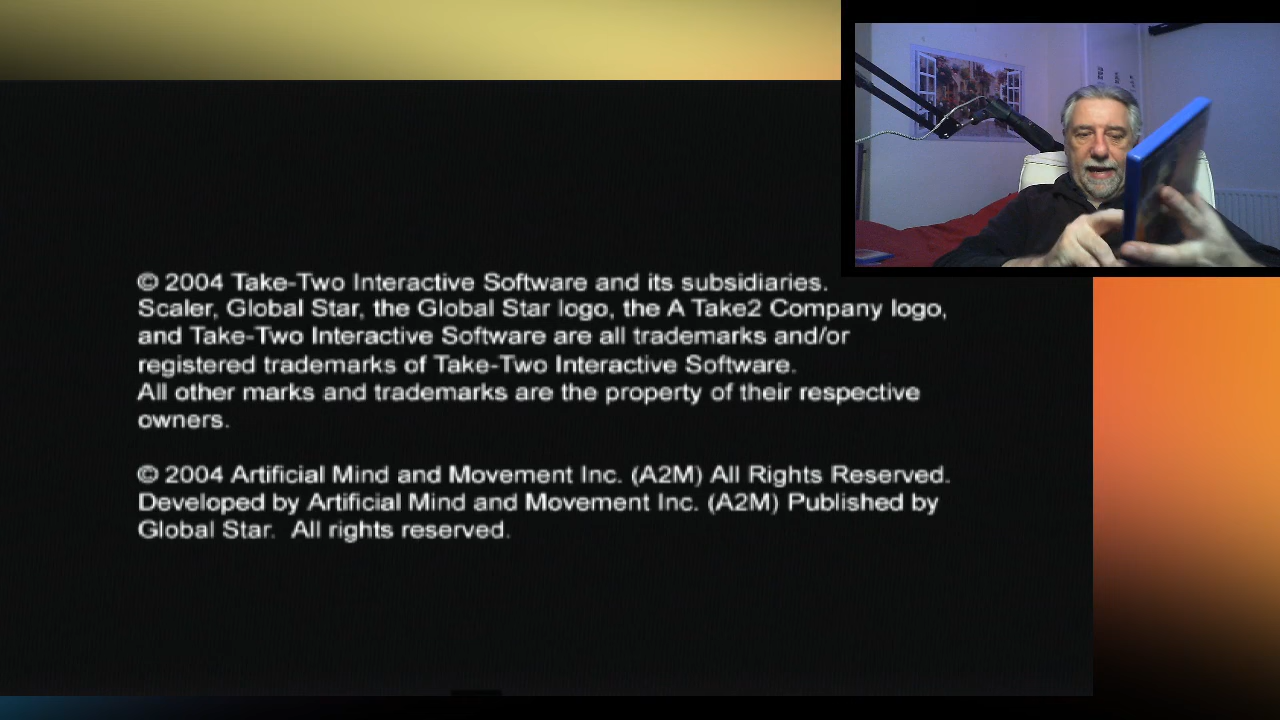 © 2004 Take-Two Interactive Software and its subsidiaries.
Scaler, Global Star, the Global Star logo, the A Take2 Company logo,
and Take-Two Interactive Software are all trademarks and/or
registered trademarks of Take-Two Interactive Software.
All other marks and trademarks are the property of their respective
owners.
© 2004 Artificial Mind and Movement Inc. (A2M) All Rights Reserved.
Developed by Artificial Mind and Movement Inc. (A2M) Published by
Global Star.  All rights reserved.